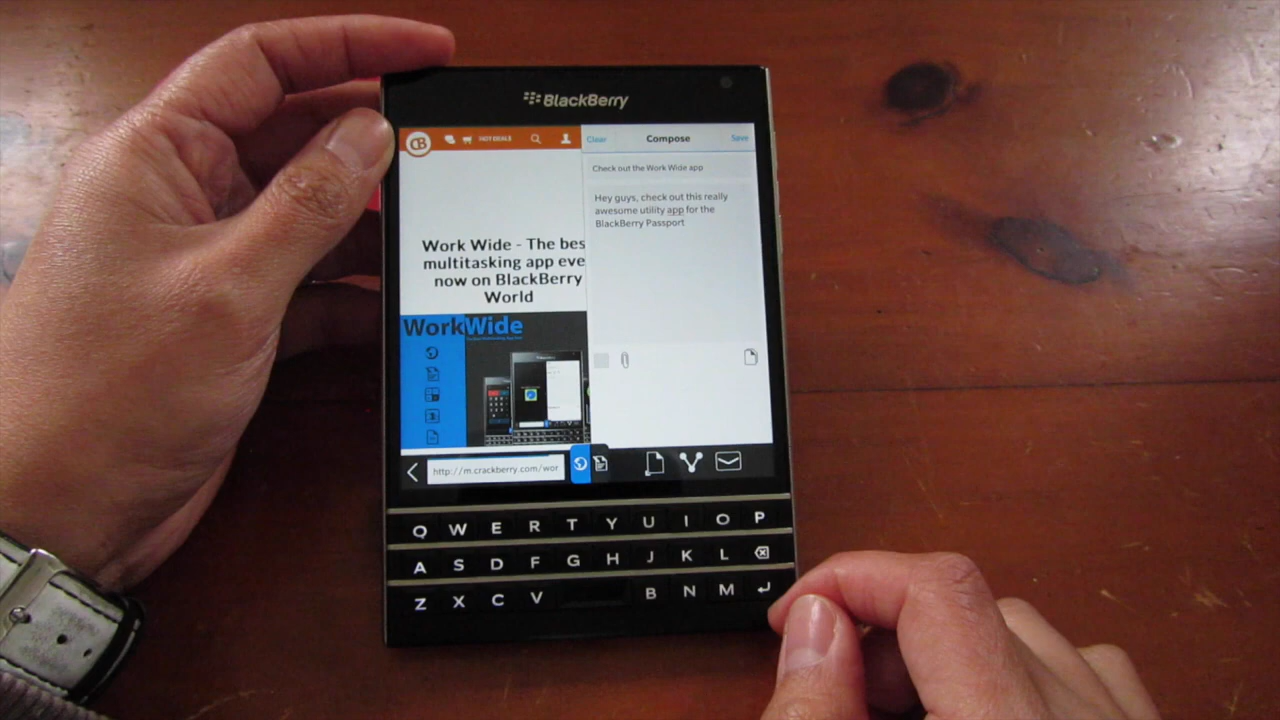 BlackBerry
CB
HOT DEALS
Clear
Compose
Save
Check out the Work Wide app
Hey guys, check out this really
awesome utility app for the
BlackBerry Passport
Work Wide - The bes
multitasking app eve
now on BlackBerry
World
WorkWide
http://m.crackberry.com/wor
Q W E R T Y U I O P
A S D F G H J K L
Z X C V B N M